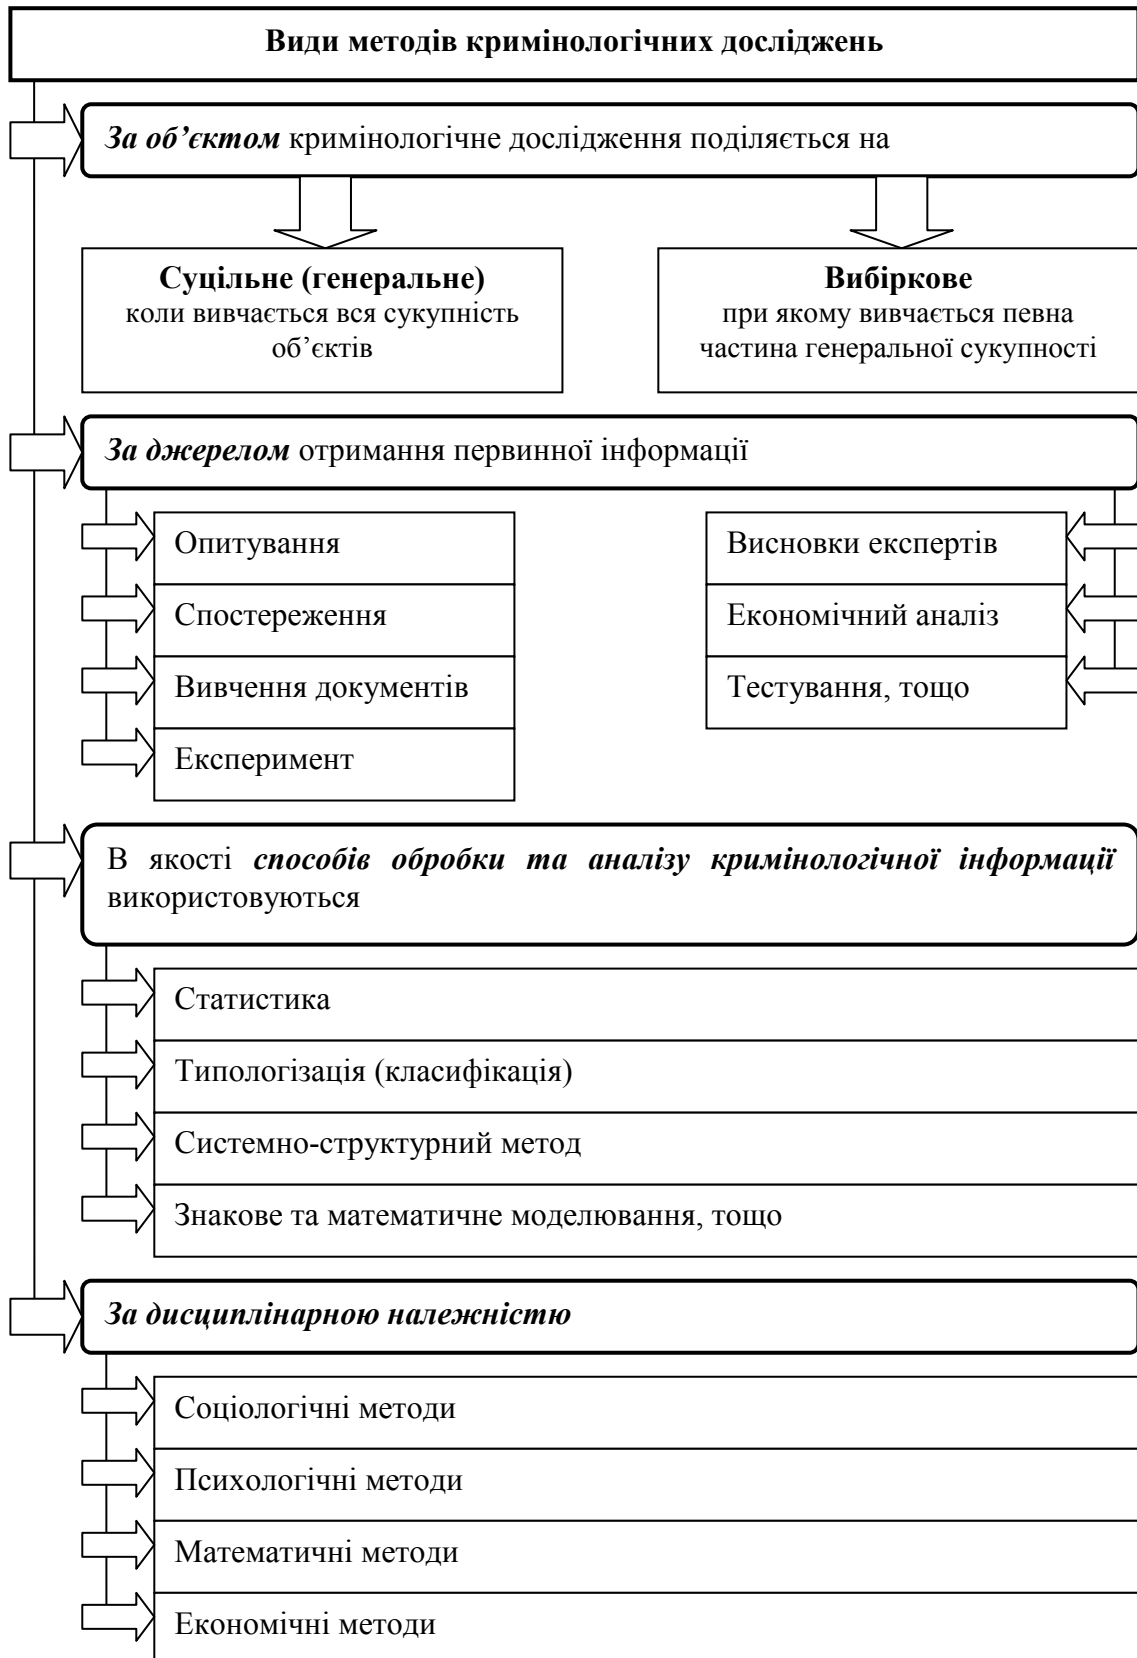 Види методів кримінологічних досліджень
За об’єктом кримінологічне дослідження поділяється на
Суцільне (генеральне)
коли вивчається вся сукупність
об’єктів
Вибіркове
при якому вивчається певна
частина генеральної сукупності
За джерелом отримання первинної інформації
Опитування
Спостереження
Вивчення документів
Експеримент
Висновки експертів
Економічний аналіз
Тестування, тощо
В якості способів обробки та аналізу кримінологічної інформації
використовуються
Статистика
Типологізація (класифікація)
Системно-структурний метод
Знакове та математичне моделювання, тощо
За дисциплінарною належністю
Соціологічні методи
Психологічні методи
Математичні методи
Економічні методи